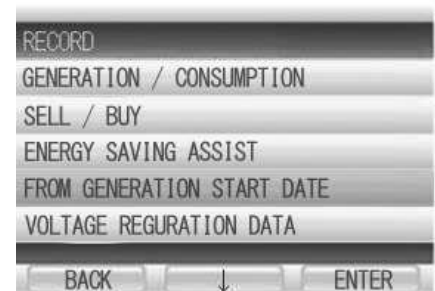 RECORD
GENERATION / CONSUMPTION
SELL / BUY
ENERGY SAVING ASSIST
FROM GENERATION START DATE
VOLTAGE REGURATION DATA
BACK ↓ ENTER